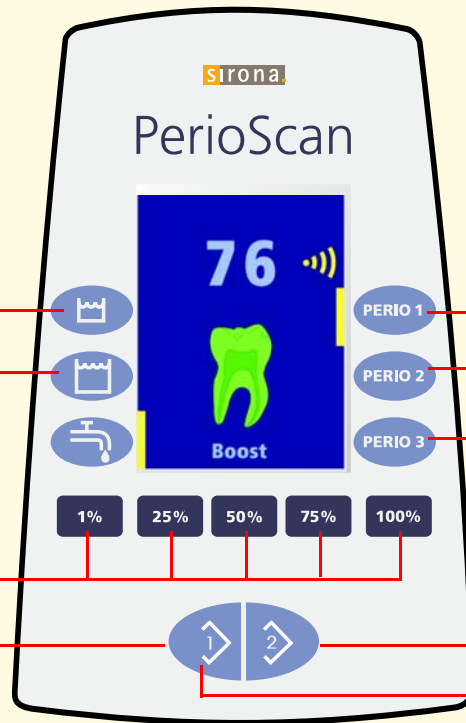 sirona.
PerioScan
76
PERIO 1
PERIO 2
Boost
PERIO 3
1% 25% 50% 75% 100%
1 2